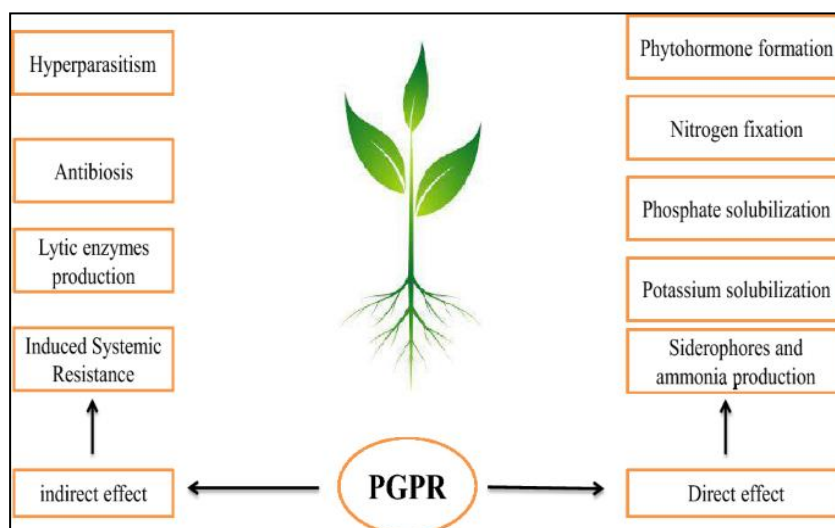 Hyperparasitism
Antibiosis
Lytic enzymes
production
Induced Systemic
Resistance
indirect effect
PGPR
Phytohormone formation
Nitrogen fixation
Phosphate solubilization
Potassium solubilization
Siderophores and
ammonia production
Direct effect